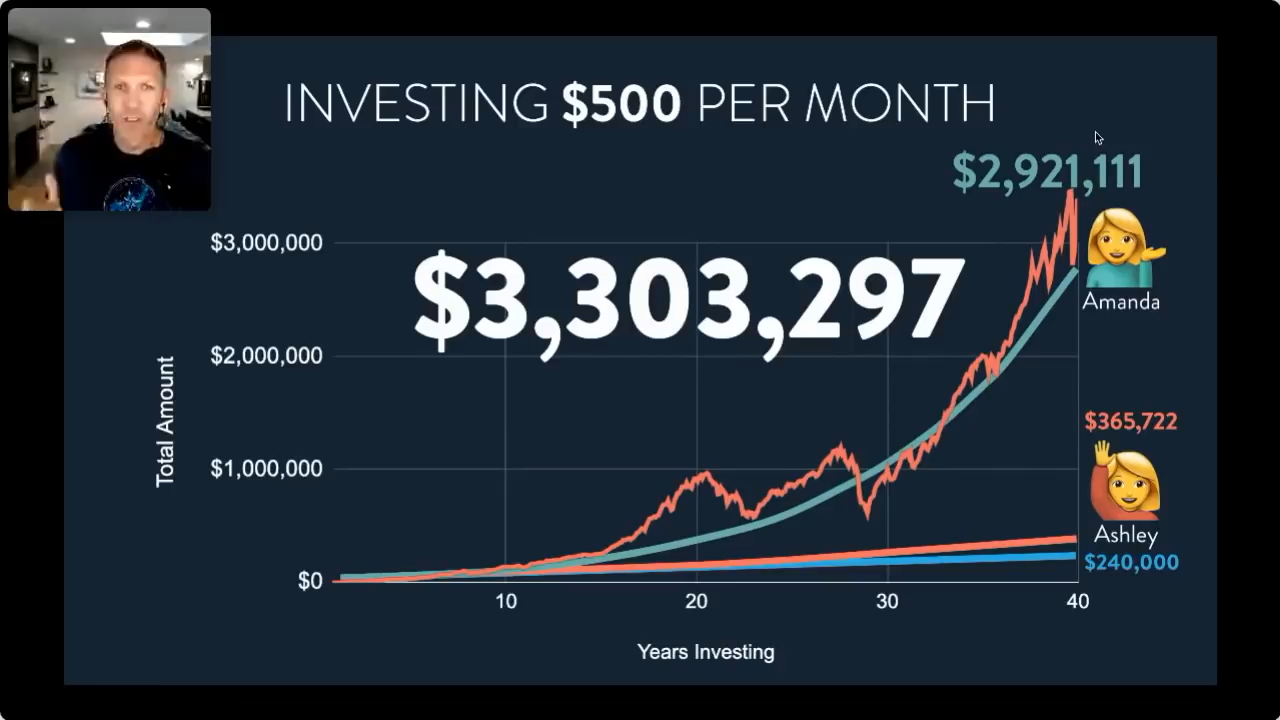 INVESTING $500 PER MONTH
$2,921,111
$3,000,000
$3,303,297
Amanda
$2,000,000
Total Amount
$365,722
$1,000,000
Ashley
$240,000
$0
10 20 30 40
Years Investing